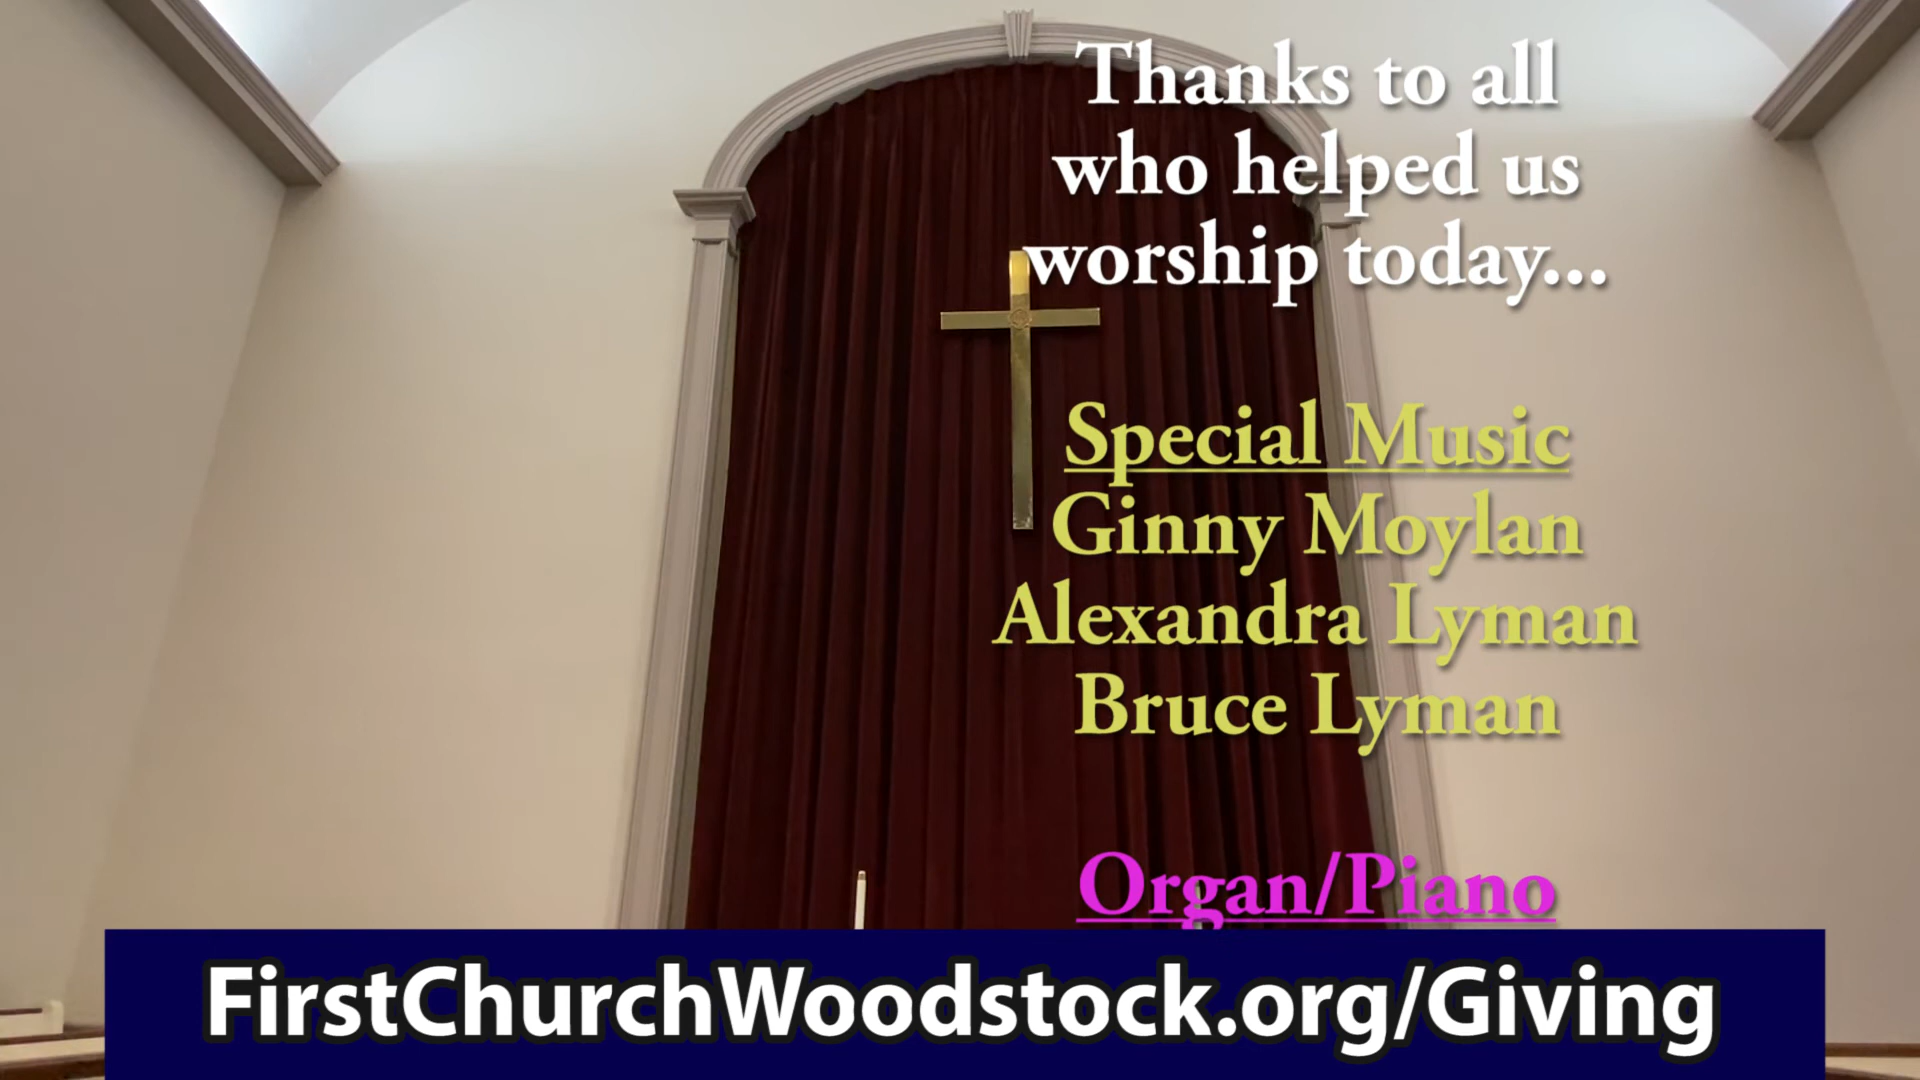 Thanks to all
who helped us
worship today...
Special Music
Ginny Moylan
Alexandra Lyman
Bruce Lyman
Organ/Piano
FirstChurchWoodstock.org/Giving